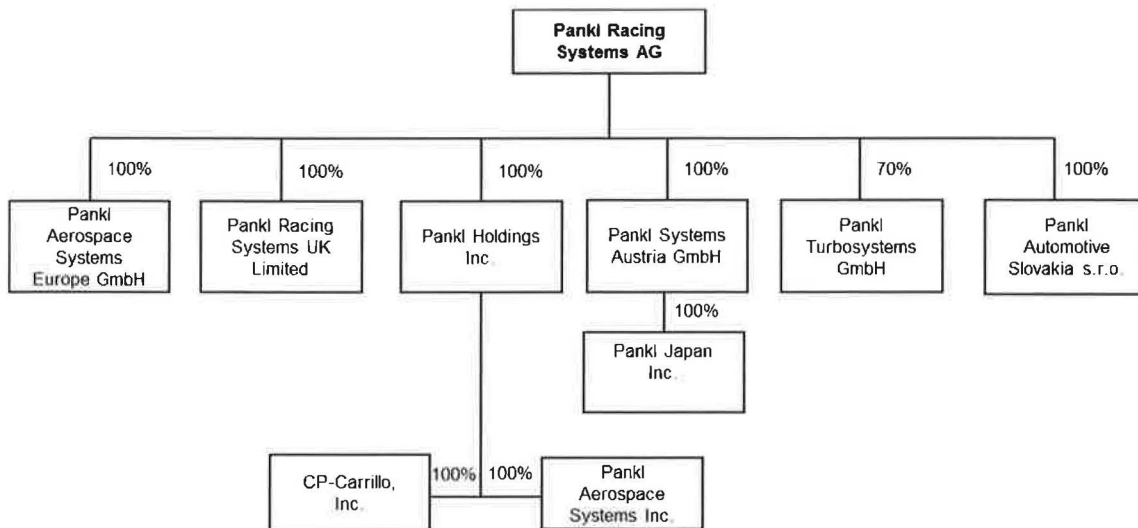 Pankl Racing
Systems AG
100%
100%
100%
100%
70%
100%
Pankl
Aerospace
Systems
Europe GmbH
Pankl Racing
Systems UK
Limited
Pankl Holdings
Inc.
Pankl Systems
Austria GmbH
Pankl
Turbosystems
GmbH
Pankl
Automotive
Slovakia s.r.o.
100%
Pankl Japan
Inc.
CP-Carrillo,
Inc.
100%
100%
Pankl
Aerospace
Systems Inc.